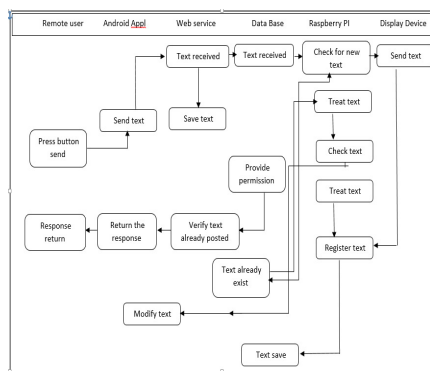 Remote user Android Appl Web service Data Base Raspberry PI Display Device
Text received Text received Check for new
text Send text
Send text Save text Treat text
Press button
send
Check text
Provide
permission
Treat text
Response
return Return the
response Verify text
already posted Register text
Text already
exist
Modify text
Text save